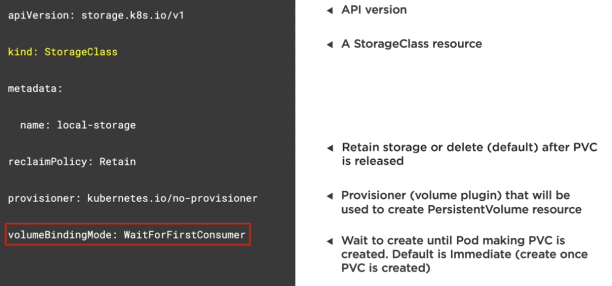 apiVersion: storage.k8s.io/v1
◀ API version
kind: StorageClass
◀ A StorageClass resource
metadata:
name: local-storage
reclaimPolicy: Retain
◀ Retain storage or delete (default) after PVC
is released
provisioner: kubernetes.io/no-provisioner
◀ Provisioner (volume plugin) that will be
used to create PersistentVolume resource
volumeBindingMode: WaitForFirstConsumer
◀ Wait to create until Pod making PVC is
created. Default is Immediate (create once
PVC is created)